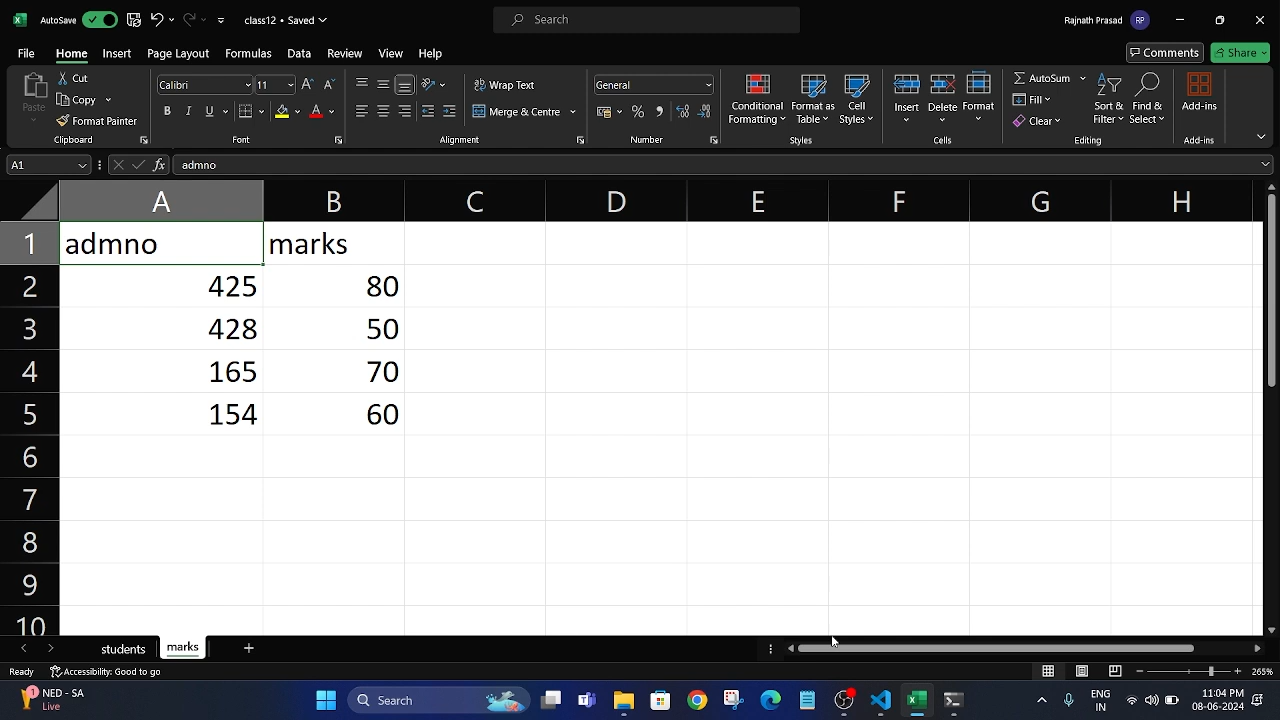 AutoSave class12 • Saved Search Rajnath Prasad RP
File Home Insert Page Layout Formulas Data Review View Help Comments Share
Paste Cut Copy Format Painter Clipboard
Calibri 11 B I U A Font
Wrap Text Merge & Centre Alignment
General % , Number
Conditional Formatting Format as Table Cell Styles Styles
Insert Delete Format Cells
AutoSum Fill Clear Sort & Filter Find & Select Editing
Add-ins Add-ins
A1 fx admno
A B C D E F G H
1 admno marks
2 425 80
3 428 50
4 165 70
5 154 60
6
7
8
9
10
students marks +
Ready Accessibility: Good to go 265%
1 NED - SA Live Search ENG IN 11:04 PM 08-06-2024